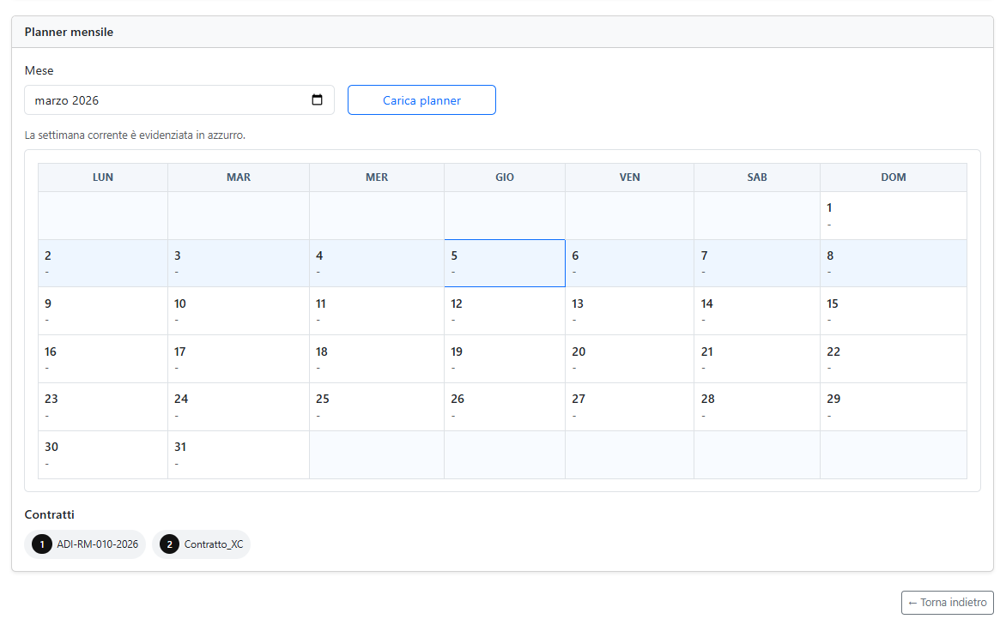 Planner mensile
Mese
marzo 2026
Carica planner
La settimana corrente è evidenziata in azzurro.
LUN MAR MER GIO VEN SAB DOM
1
-
2 3 4 5 6 7 8
- - - - - - -
9 10 11 12 13 14 15
- - - - - - -
16 17 18 19 20 21 22
- - - - - - -
23 24 25 26 27 28 29
- - - - - - -
30 31
- -
Contratti
1 ADI-RM-010-2026 2 Contratto_XC
← Torna indietro